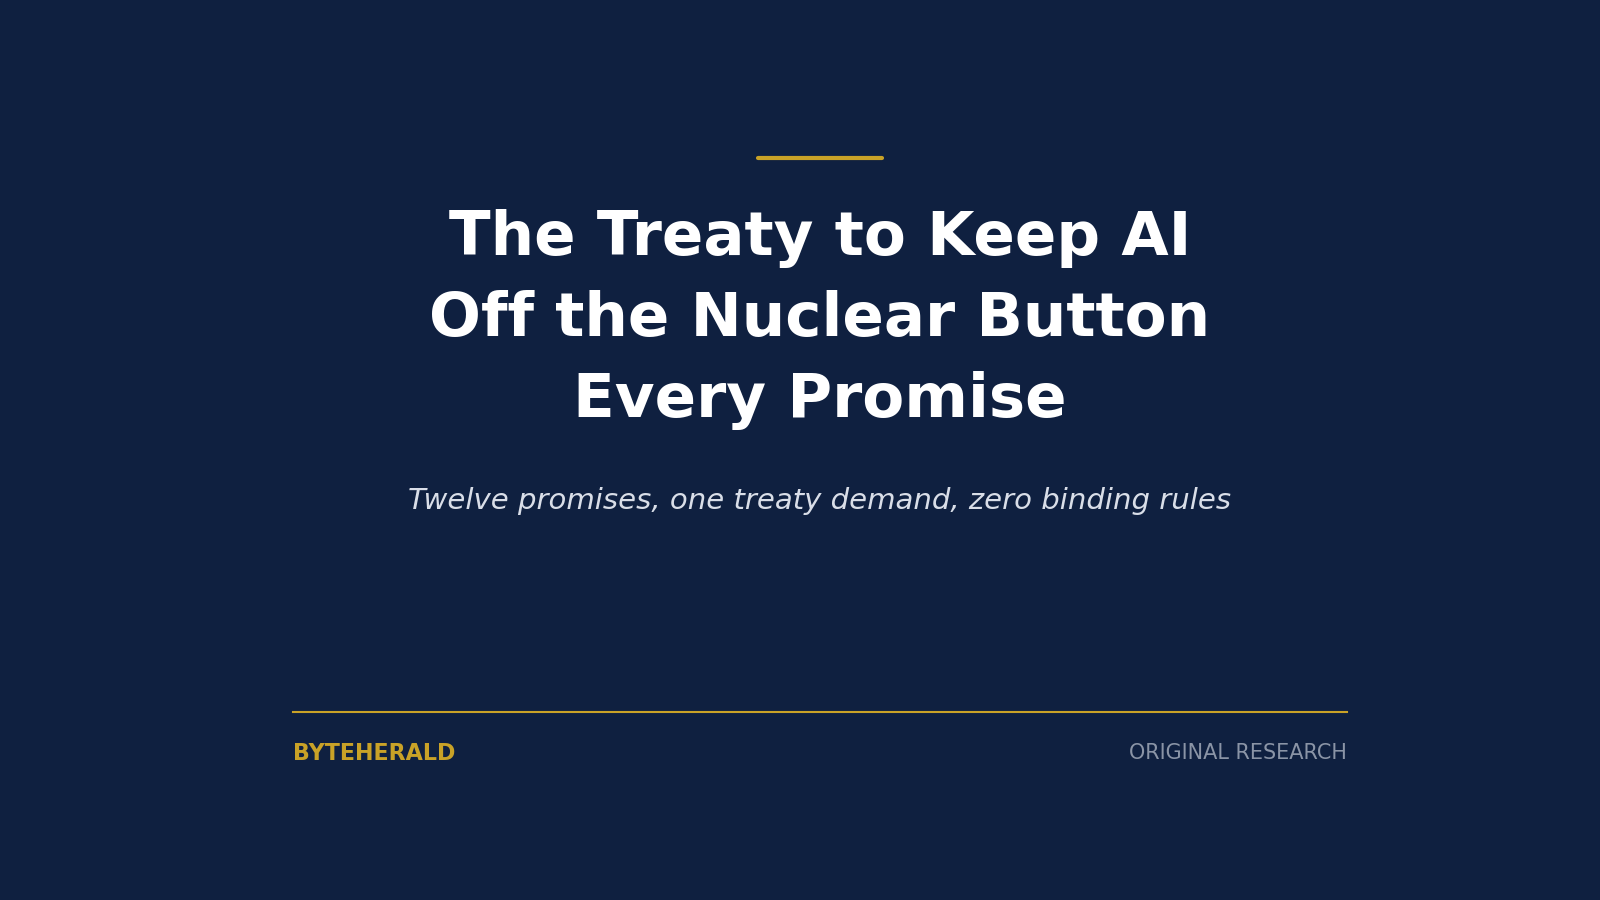 The Treaty to Keep AI
Off the Nuclear Button
Every Promise
Twelve promises, one treaty demand, zero binding rules
BYTEHERALD
ORIGINAL RESEARCH